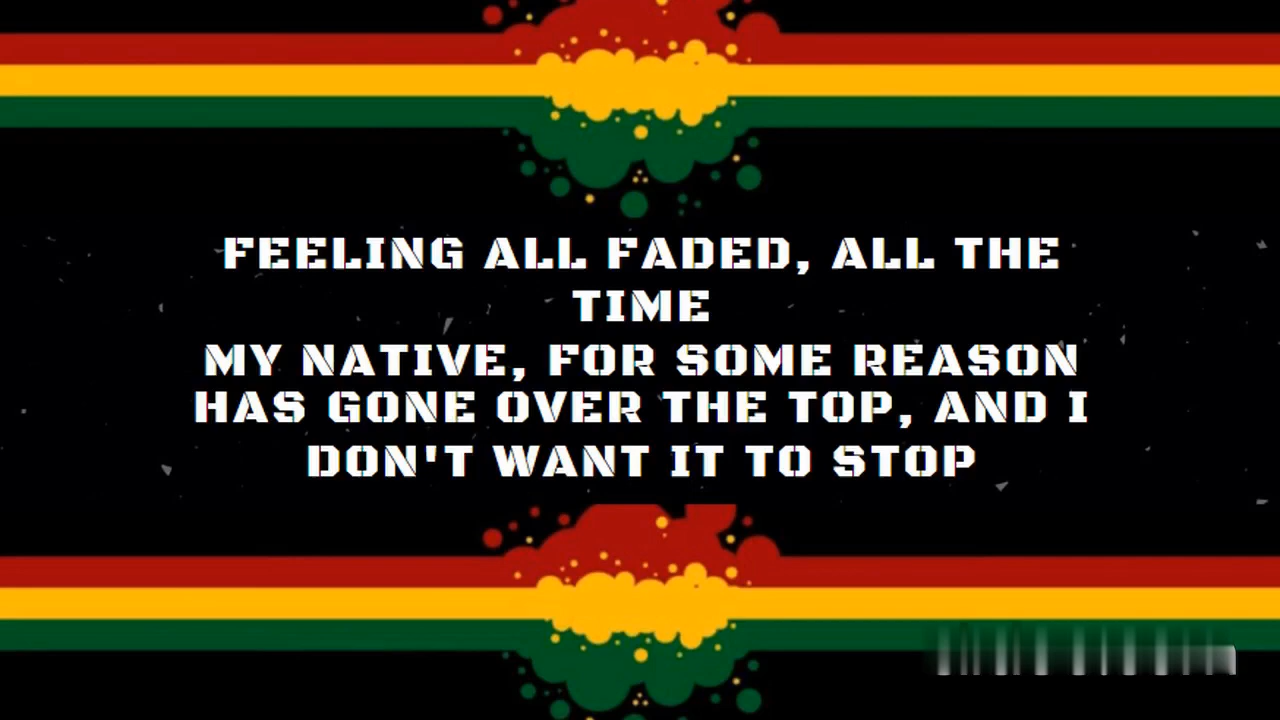 FEELING ALL FADED, ALL THE
TIME
MY NATIVE, FOR SOME REASON
HAS GONE OVER THE TOP, AND I
DON'T WANT IT TO STOP